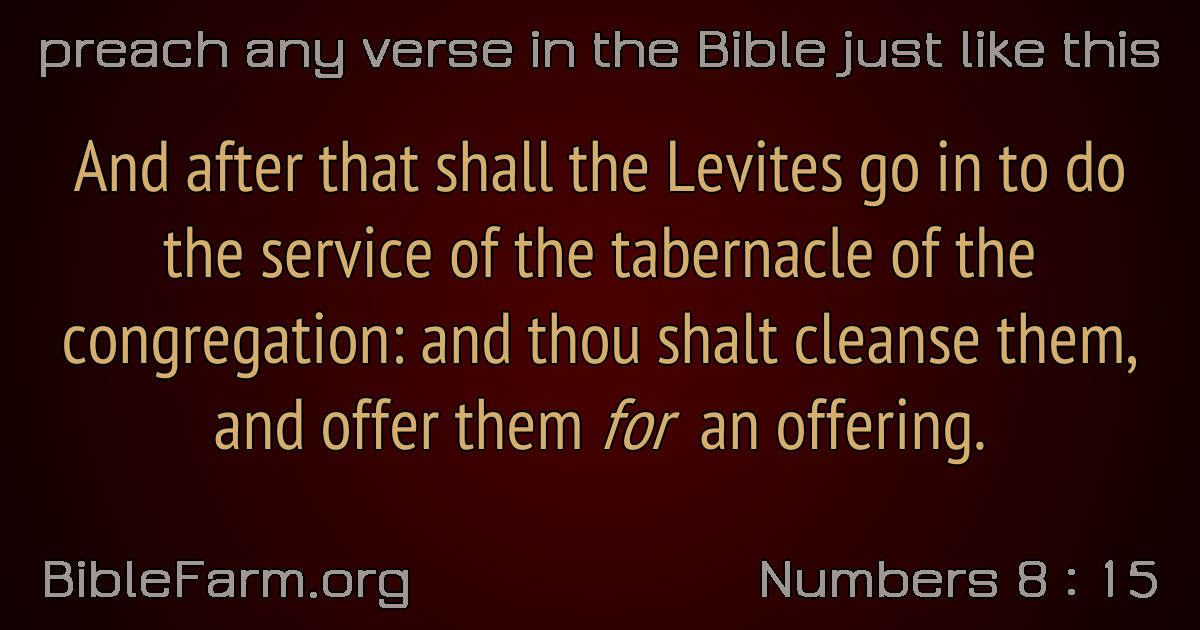 preach any verse in the Bible just like this
And after that shall the Levites go in to do
the service of the tabernacle of the
congregation: and thou shalt cleanse them,
and offer them for an offering.
BibleFarm.org
Numbers 8 : 15